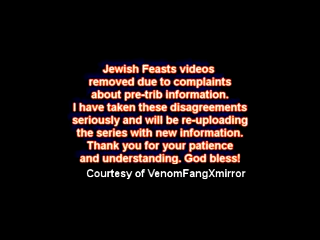 Jewish Feasts videos
removed due to complaints
about pre-trib information.
I have taken these disagreements
seriously and will be re-uploading
the series with new information.
Thank you for your patience
and understanding. God bless!
Courtesy of VenomFangXmirror